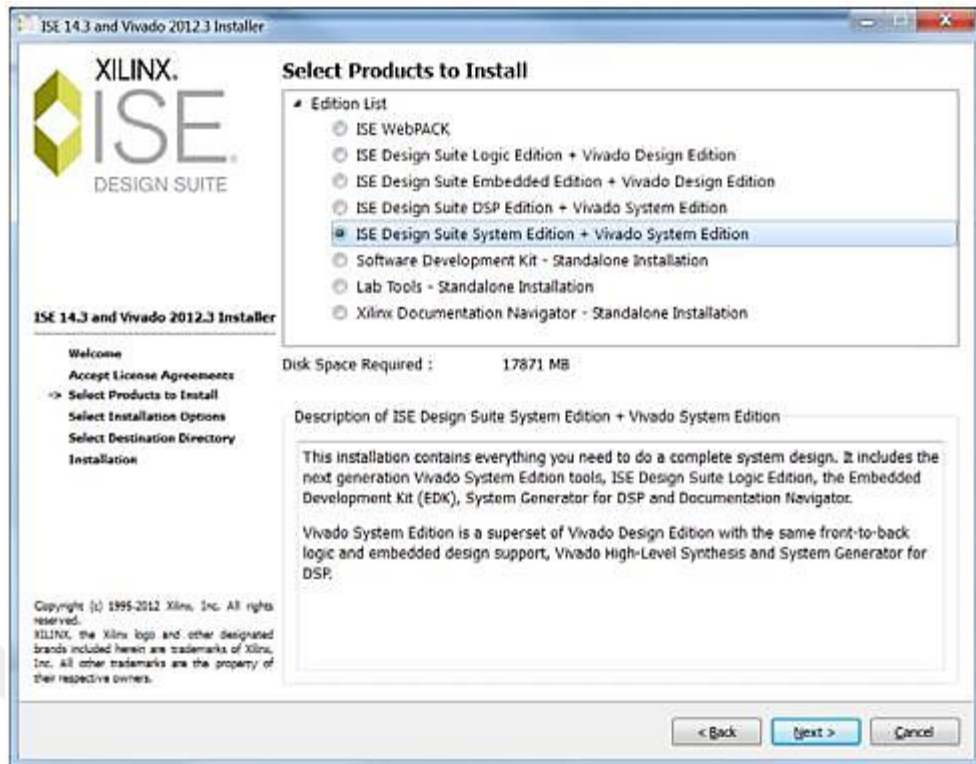 ISE 14.3 and Vivado 2012.3 Installer
XILINX.
ISE.
DESIGN SUITE
ISE 14.3 and Vivado 2012.3 Installer
Welcome
Accept License Agreements
Select Products to Install
Select Installation Options
Select Destination Directory
Installation
Copyright (c) 1995-2012 Xilinx, Inc. All rights
reserved.
XILINX, the Xilinx logo and other designated
brands included herein are trademarks of Xilinx,
Inc. All other trademarks are the property of
their respective owners.
Select Products to Install
Edition List
ISE WebPACK
ISE Design Suite Logic Edition + Vivado Design Edition
ISE Design Suite Embedded Edition + Vivado Design Edition
ISE Design Suite DSP Edition + Vivado System Edition
ISE Design Suite System Edition + Vivado System Edition
Software Development Kit - Standalone Installation
Lab Tools - Standalone Installation
Xilinx Documentation Navigator - Standalone Installation
Disk Space Required : 17871 MB
Description of ISE Design Suite System Edition + Vivado System Edition
This installation contains everything you need to do a complete system design. It includes the
next generation Vivado System Edition tools, ISE Design Suite Logic Edition, the Embedded
Development Kit (EDK), System Generator for DSP and Documentation Navigator.
Vivado System Edition is a superset of Vivado Design Edition with the same front-to-back
logic and embedded design support, Vivado High-Level Synthesis and System Generator for
DSP.
< Back
Next >
Cancel